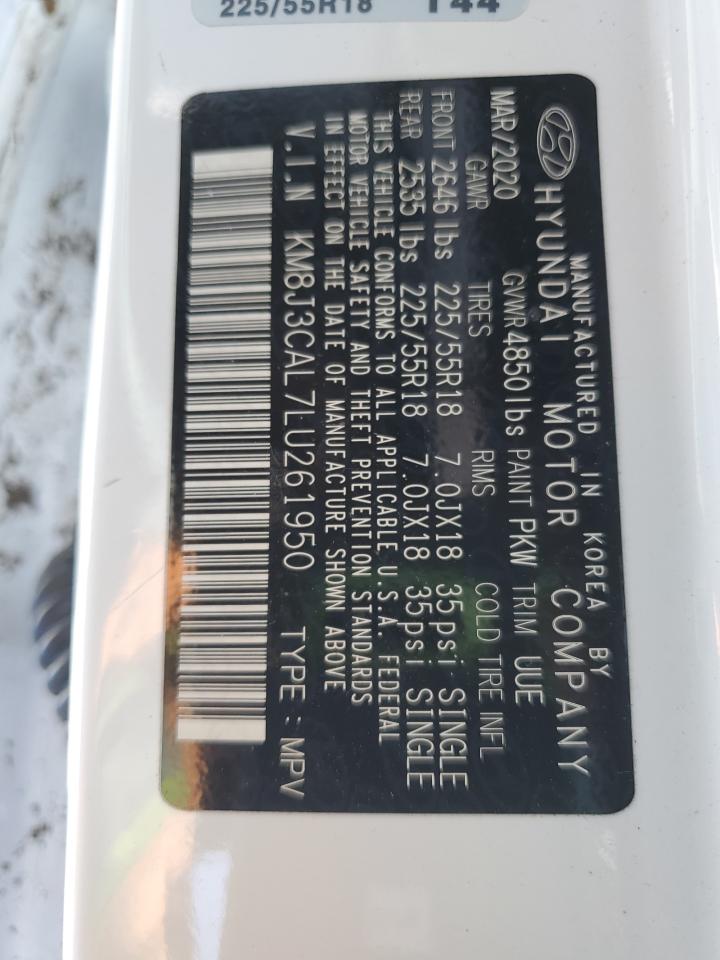 225/55R18 T44
MANUFACTURED IN KOREA BY
HYUNDAI MOTOR COMPANY
GVWR 4850lbs PAINT PKW TRIM UUE
MAR/2020
GAWR TIRES RIMS COLD TIRE INFL
FRONT 2646 lbs 225/55R18 7.0JX18 35psi SINGLE
REAR 2535 lbs 225/55R18 7.0JX18 35psi SINGLE
THIS VEHICLE CONFORMS TO ALL APPLICABLE U.S.A. FEDERAL
MOTOR VEHICLE SAFETY AND THEFT PREVENTION STANDARDS
IN EFFECT ON THE DATE OF MANUFACTURE SHOWN ABOVE
V.I.N KM8J3CAL7LU261950 TYPE : MPV